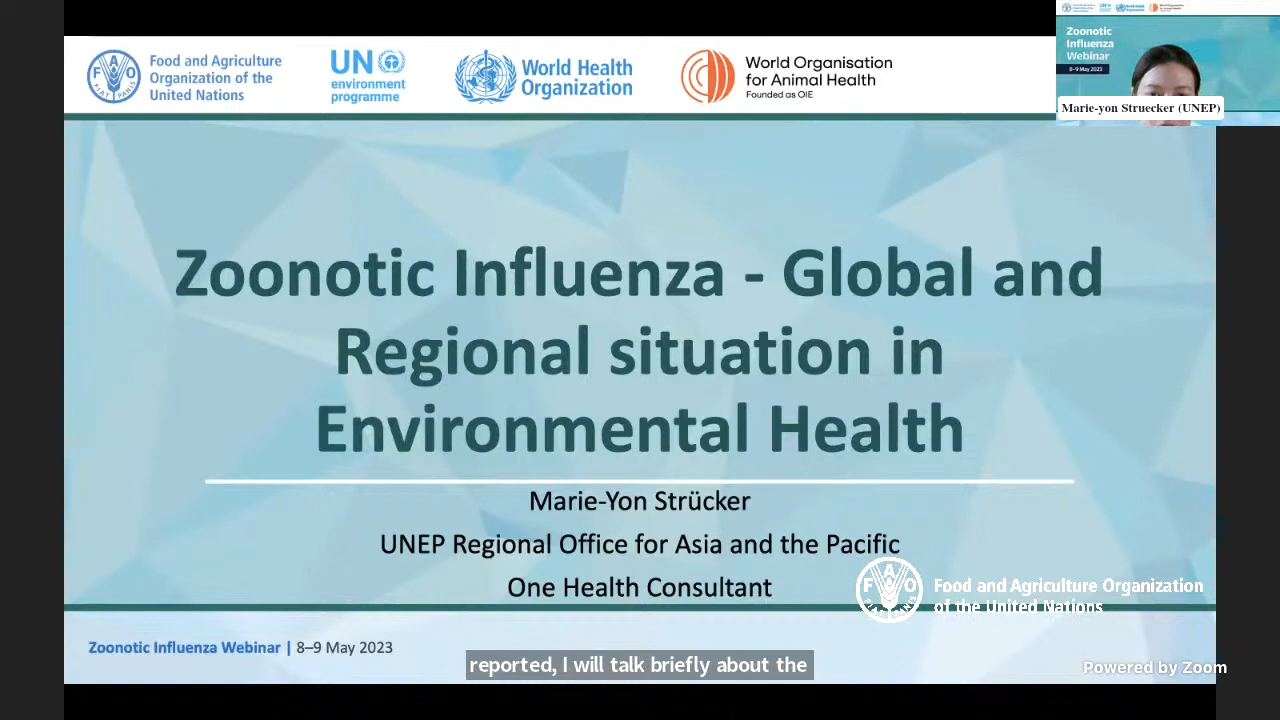 Food and Agriculture
Organization of the
United Nations
UN
environment
programme
World Health
Organization
World Organisation
for Animal Health
Founded as OIE
Zoonotic
Influenza
Webinar
8–9 May 2023
Marie-yon Struecker (UNEP)
Zoonotic Influenza - Global and
Regional situation in
Environmental Health
Marie-Yon Strücker
UNEP Regional Office for Asia and the Pacific
One Health Consultant
Food and Agriculture Organization
of the United Nations
Zoonotic Influenza Webinar | 8–9 May 2023
reported, I will talk briefly about the
Powered by Zoom